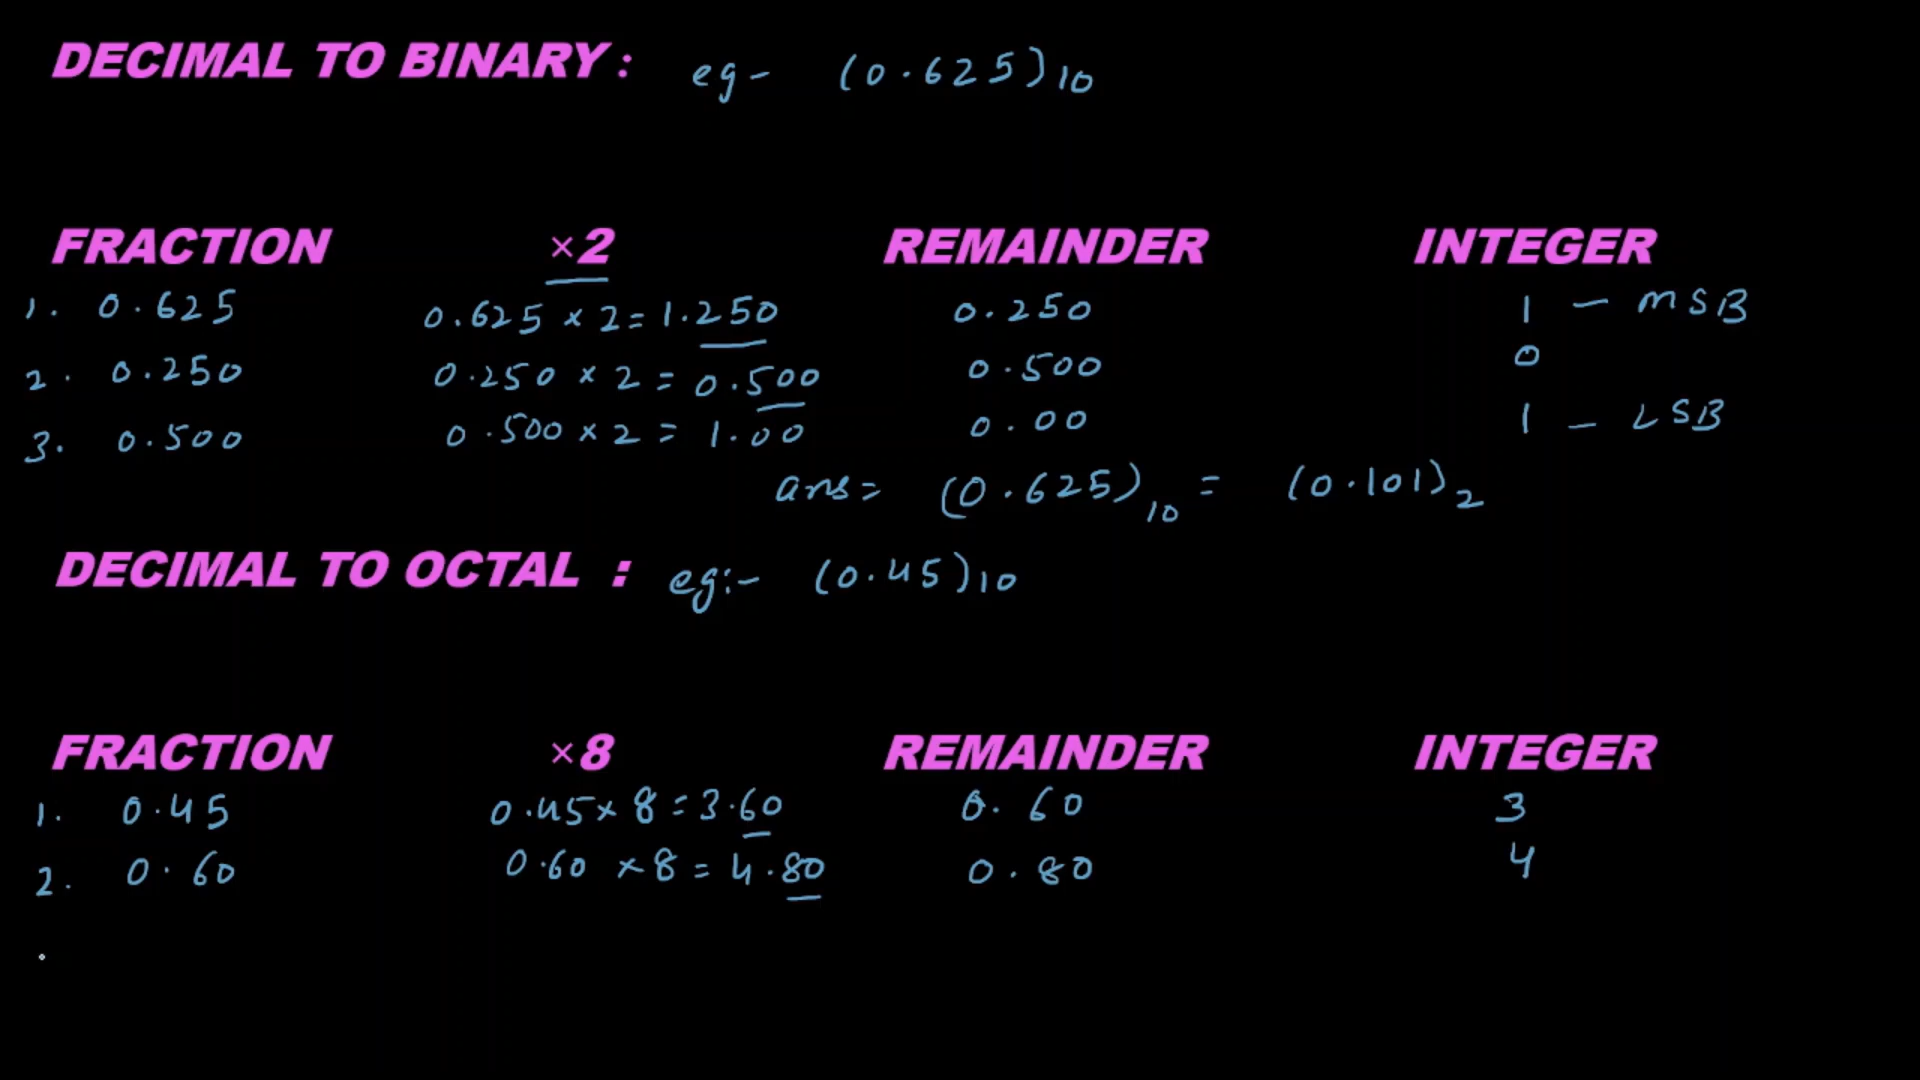 DECIMAL TO BINARY : eg- (0.625)10
FRACTION ×2 REMAINDER INTEGER
1. 0.625 0.625 × 2 = 1.250 0.250 1 - MSB
2. 0.250 0.250 × 2 = 0.500 0.500 0
3. 0.500 0.500 × 2 = 1.00 0.00 1 - LSB
ans = (0.625)10 = (0.101)2
DECIMAL TO OCTAL : eg:- (0.45)10
FRACTION ×8 REMAINDER INTEGER
1. 0.45 0.45 × 8 = 3.60 0.60 3
2. 0.60 0.60 × 8 = 4.80 0.80 4